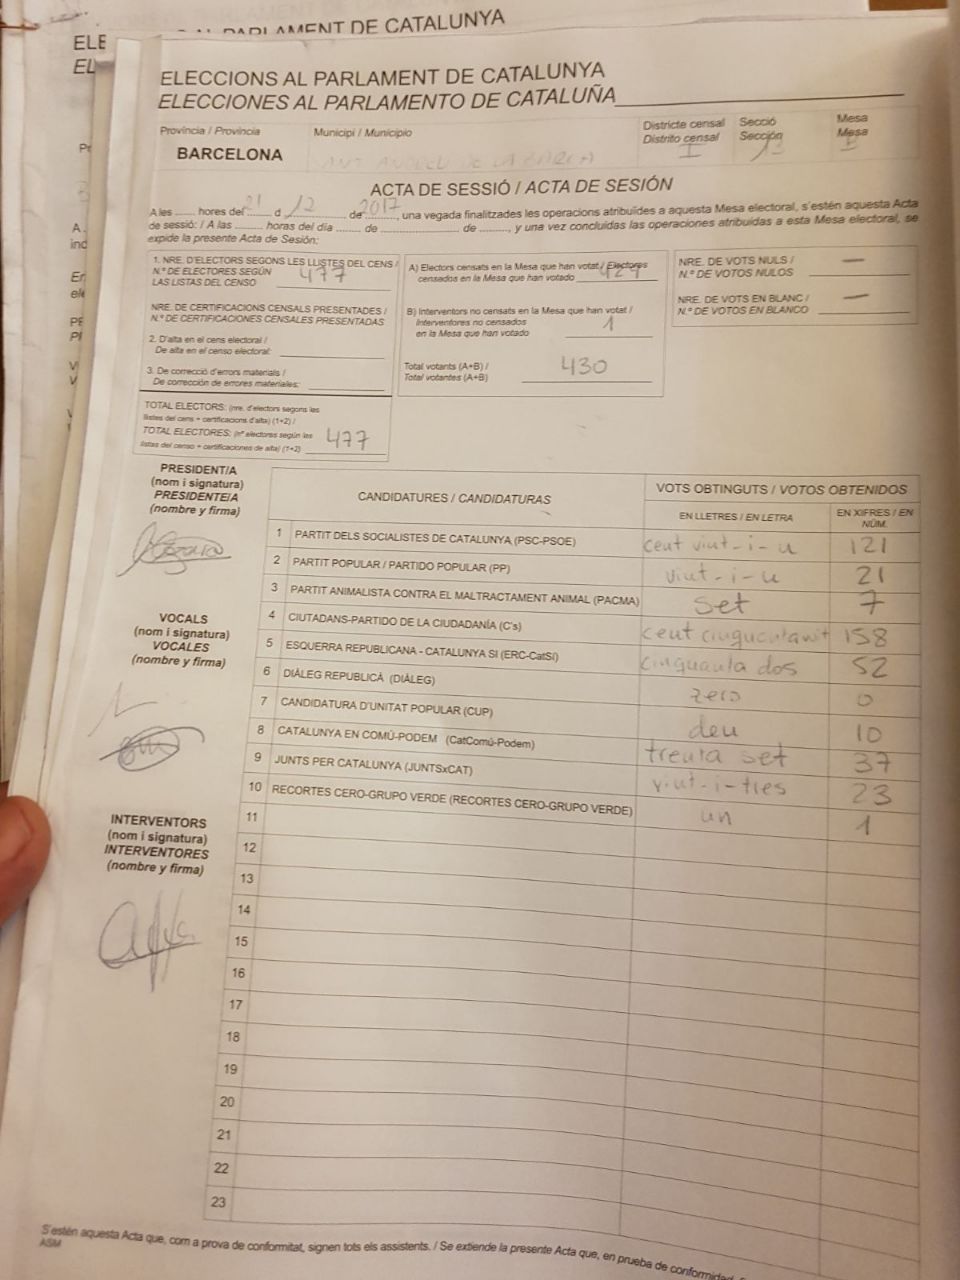 PARLAMENT DE CATALUNYA
ELE
EL
ELECCIONS AL PARLAMENT DE CATALUNYA
ELECCIONES AL PARLAMENTO DE CATALUÑA
Província / Provincia
Municipi / Municipio
Districte censal
Distrito censal
Secció
Sección
Mesa
Mesa
BARCELONA
SANT ANDREU DE LA BARCA
I
13
B
ACTA DE SESSIÓ / ACTA DE SESIÓN
A les ...... hores del 21 d 12 de 2017, una vegada finalitzades les operacions atribuïdes a aquesta Mesa electoral, s'estén aquesta Acta
de sessió: / A las ........ horas del día ....... de ...................... de ........, y una vez concluidas las operaciones atribuidas a esta Mesa electoral, se
expide la presente Acta de Sesión:
1. NRE. D'ELECTORS SEGONS LES LLISTES DEL CENS /
N.º DE ELECTORES SEGÚN
LAS LISTAS DEL CENSO
477
NRE. DE CERTIFICACIONS CENSALS PRESENTADES /
N.º DE CERTIFICACIONES CENSALES PRESENTADAS
2. D'alta en el cens electoral /
De alta en el censo electoral:
3. De correcció d'errors materials /
De corrección de errores materiales:
TOTAL ELECTORS: (nre. d'electors segons les
llistes del cens + certificacions d'alta) (1+2) /
TOTAL ELECTORES: (nº electores según las
listas del censo + certificaciones de alta) (1+2)
477
A) Electors censats en la Mesa que han votat / Electores
censados en la Mesa que han votado
B) Interventors no censats en la Mesa que han votat /
Interventores no censados
en la Mesa que han votado
1
Total votants (A+B) /
Total votantes (A+B)
430
NRE. DE VOTS NULS /
N.º DE VOTOS NULOS
—
NRE. DE VOTS EN BLANC /
N.º DE VOTOS EN BLANCO
—
PRESIDENT/A
(nom i signatura)
PRESIDENTE/A
(nombre y firma)
VOCALS
(nom i signatura)
VOCALES
(nombre y firma)
INTERVENTORS
(nom i signatura)
INTERVENTORES
(nombre y firma)
CANDIDATURES / CANDIDATURAS
VOTS OBTINGUTS / VOTOS OBTENIDOS
EN LLETRES / EN LETRA
EN XIFRES / EN NÚM.
1 PARTIT DELS SOCIALISTES DE CATALUNYA (PSC-PSOE) cent vint-i-u 121
2 PARTIT POPULAR / PARTIDO POPULAR (PP) vint-i-u 21
3 PARTIT ANIMALISTA CONTRA EL MALTRACTAMENT ANIMAL (PACMA) set 7
4 CIUTADANS-PARTIDO DE LA CIUDADANÍA (C's) cent 158
5 ESQUERRA REPUBLICANA - CATALUNYA SÍ (ERC-CatSí) cinquanta dos 52
6 DIÀLEG REPUBLICÀ (DIÀLEG) zero 0
7 CANDIDATURA D'UNITAT POPULAR (CUP) deu 10
8 CATALUNYA EN COMÚ-PODEM (CatComú-Podem) trenta set 37
9 JUNTS PER CATALUNYA (JUNTSxCAT) vint-i-tres 23
10 RECORTES CERO-GRUPO VERDE (RECORTES CERO-GRUPO VERDE) un 1
11
12
13
14
15
16
17
18
19
20
21
22
23
S'estén aquesta Acta que, com a prova de conformitat, signen tots els assistents. / Se extiende la presente Acta que, en prueba de conformidad,
ASM